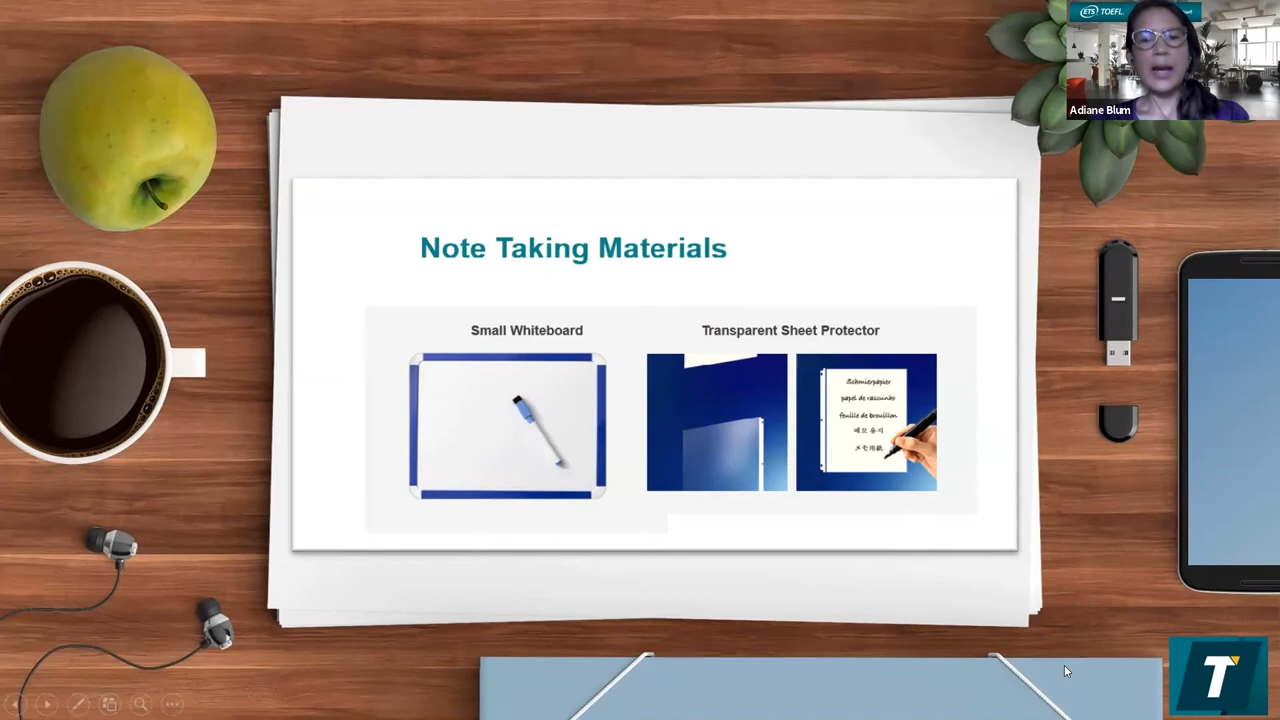 ETS TOEFL
Adiane Blum
Note Taking Materials
Small Whiteboard
Transparent Sheet Protector
Schmierpapier
papel de rascunho
feuille de brouillon
메모 용지
メモ用紙
T